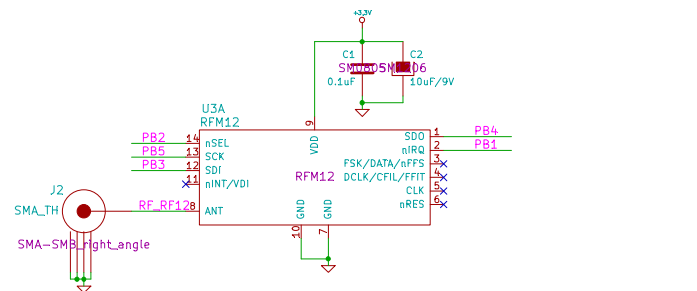 +3.3V
C1
C2
SM0805
0.1uF
10uF/9V
U3A
RFM12
9
VDD
PB2
14
nSEL
SDO
1
PB4
PB5
13
SCK
nIRQ
2
PB1
PB3
12
SDI
FSK/DATA/nFFS
3
11
nINT/VDI
RFM12
DCLK/CFIL/FFIT
4
CLK
5
J2
nRES
6
SMA_TH
RF_RF12
8
ANT
GND
GND
10
7
SMA-SMB_right_angle